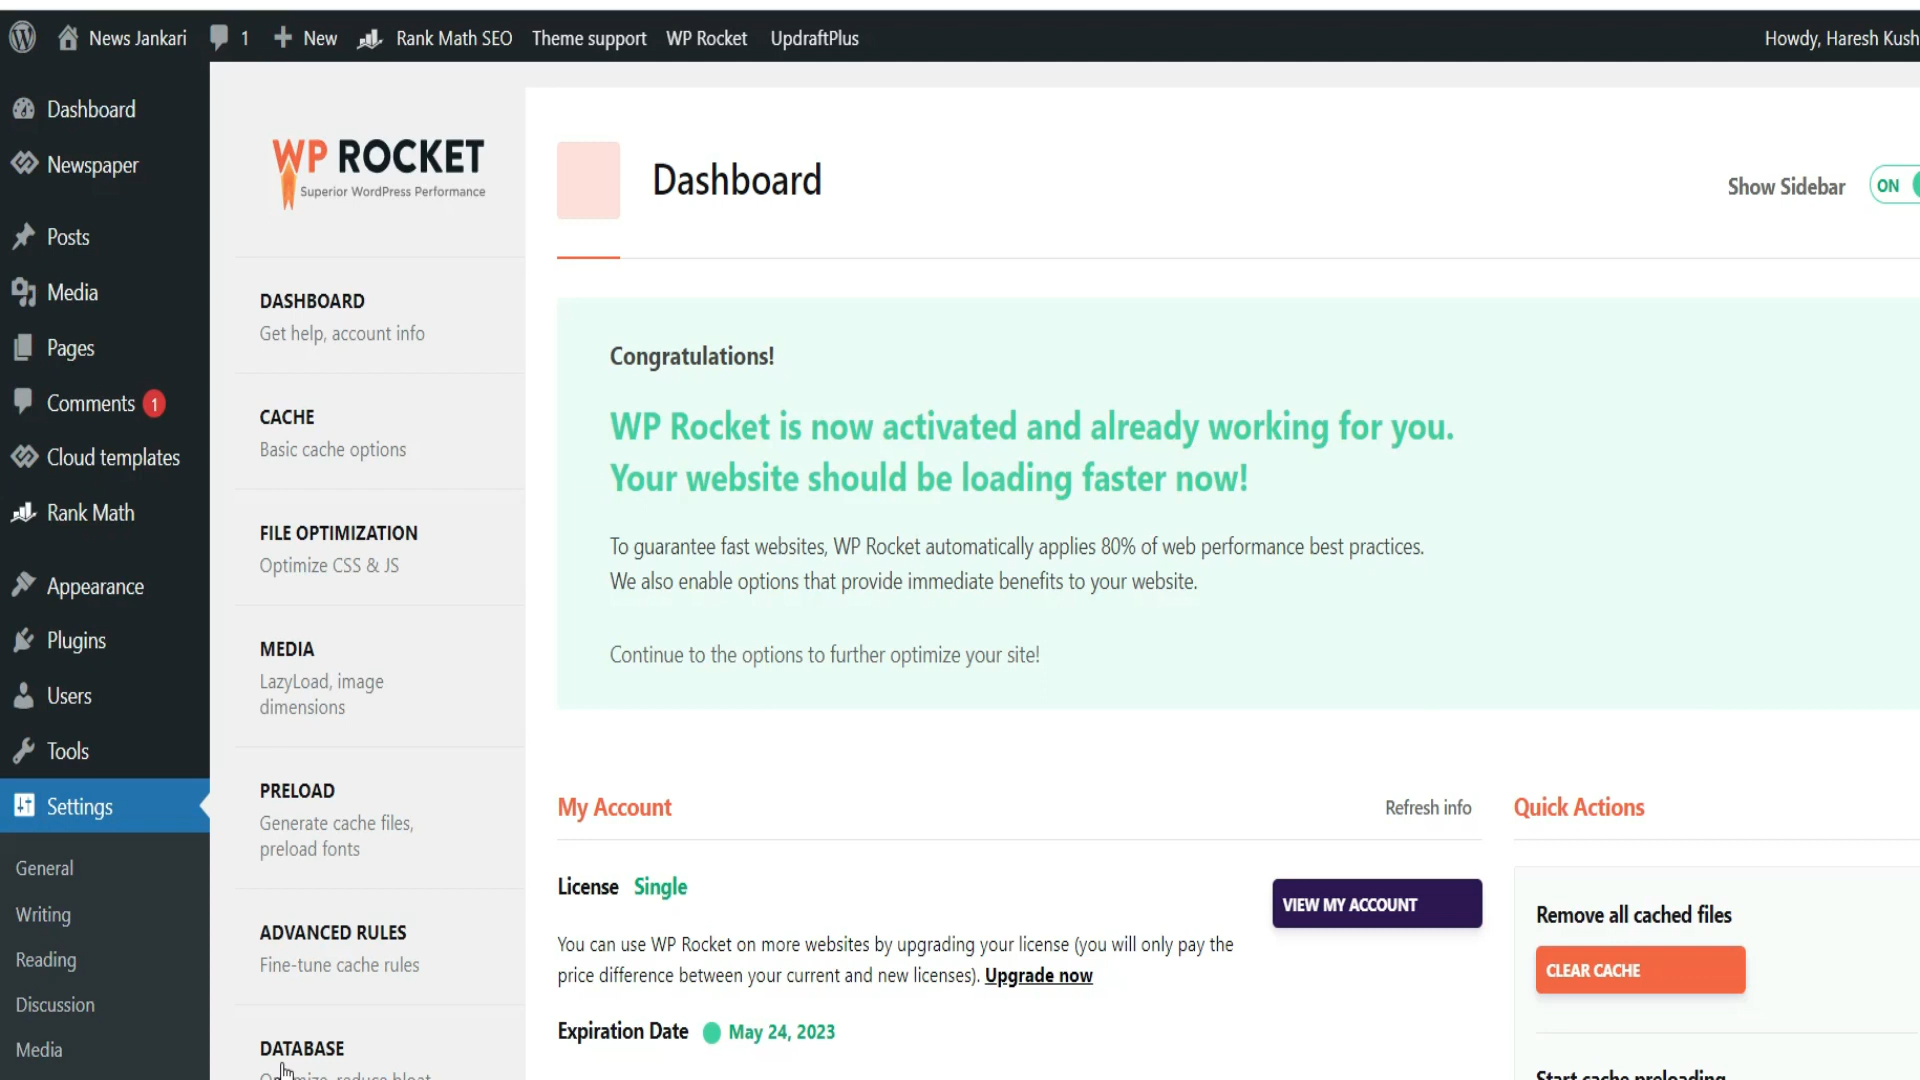 News Jankari 1 New Rank Math SEO Theme support WP Rocket UpdraftPlus Howdy, Haresh Kush
Dashboard
Newspaper
Posts
Media
Pages
Comments 1
Cloud templates
Rank Math
Appearance
Plugins
Users
Tools
Settings
General
Writing
Reading
Discussion
Media
WP ROCKET
Superior WordPress Performance
DASHBOARD
Get help, account info
CACHE
Basic cache options
FILE OPTIMIZATION
Optimize CSS & JS
MEDIA
LazyLoad, image
dimensions
PRELOAD
Generate cache files,
preload fonts
ADVANCED RULES
Fine-tune cache rules
DATABASE
reduce bloat
Dashboard
Show Sidebar ON
Congratulations!
WP Rocket is now activated and already working for you.
Your website should be loading faster now!
To guarantee fast websites, WP Rocket automatically applies 80% of web performance best practices.
We also enable options that provide immediate benefits to your website.
Continue to the options to further optimize your site!
My Account Refresh info
License Single
VIEW MY ACCOUNT
You can use WP Rocket on more websites by upgrading your license (you will only pay the
price difference between your current and new licenses). Upgrade now
Expiration Date May 24, 2023
Quick Actions
Remove all cached files
CLEAR CACHE
Start cache preloading